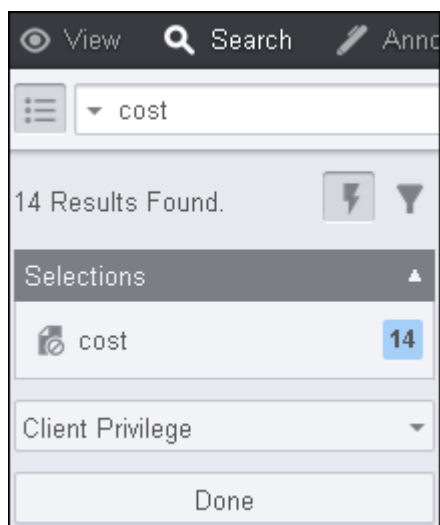 View Search Anno
cost
14 Results Found.
Selections
cost 14
Client Privilege
Done